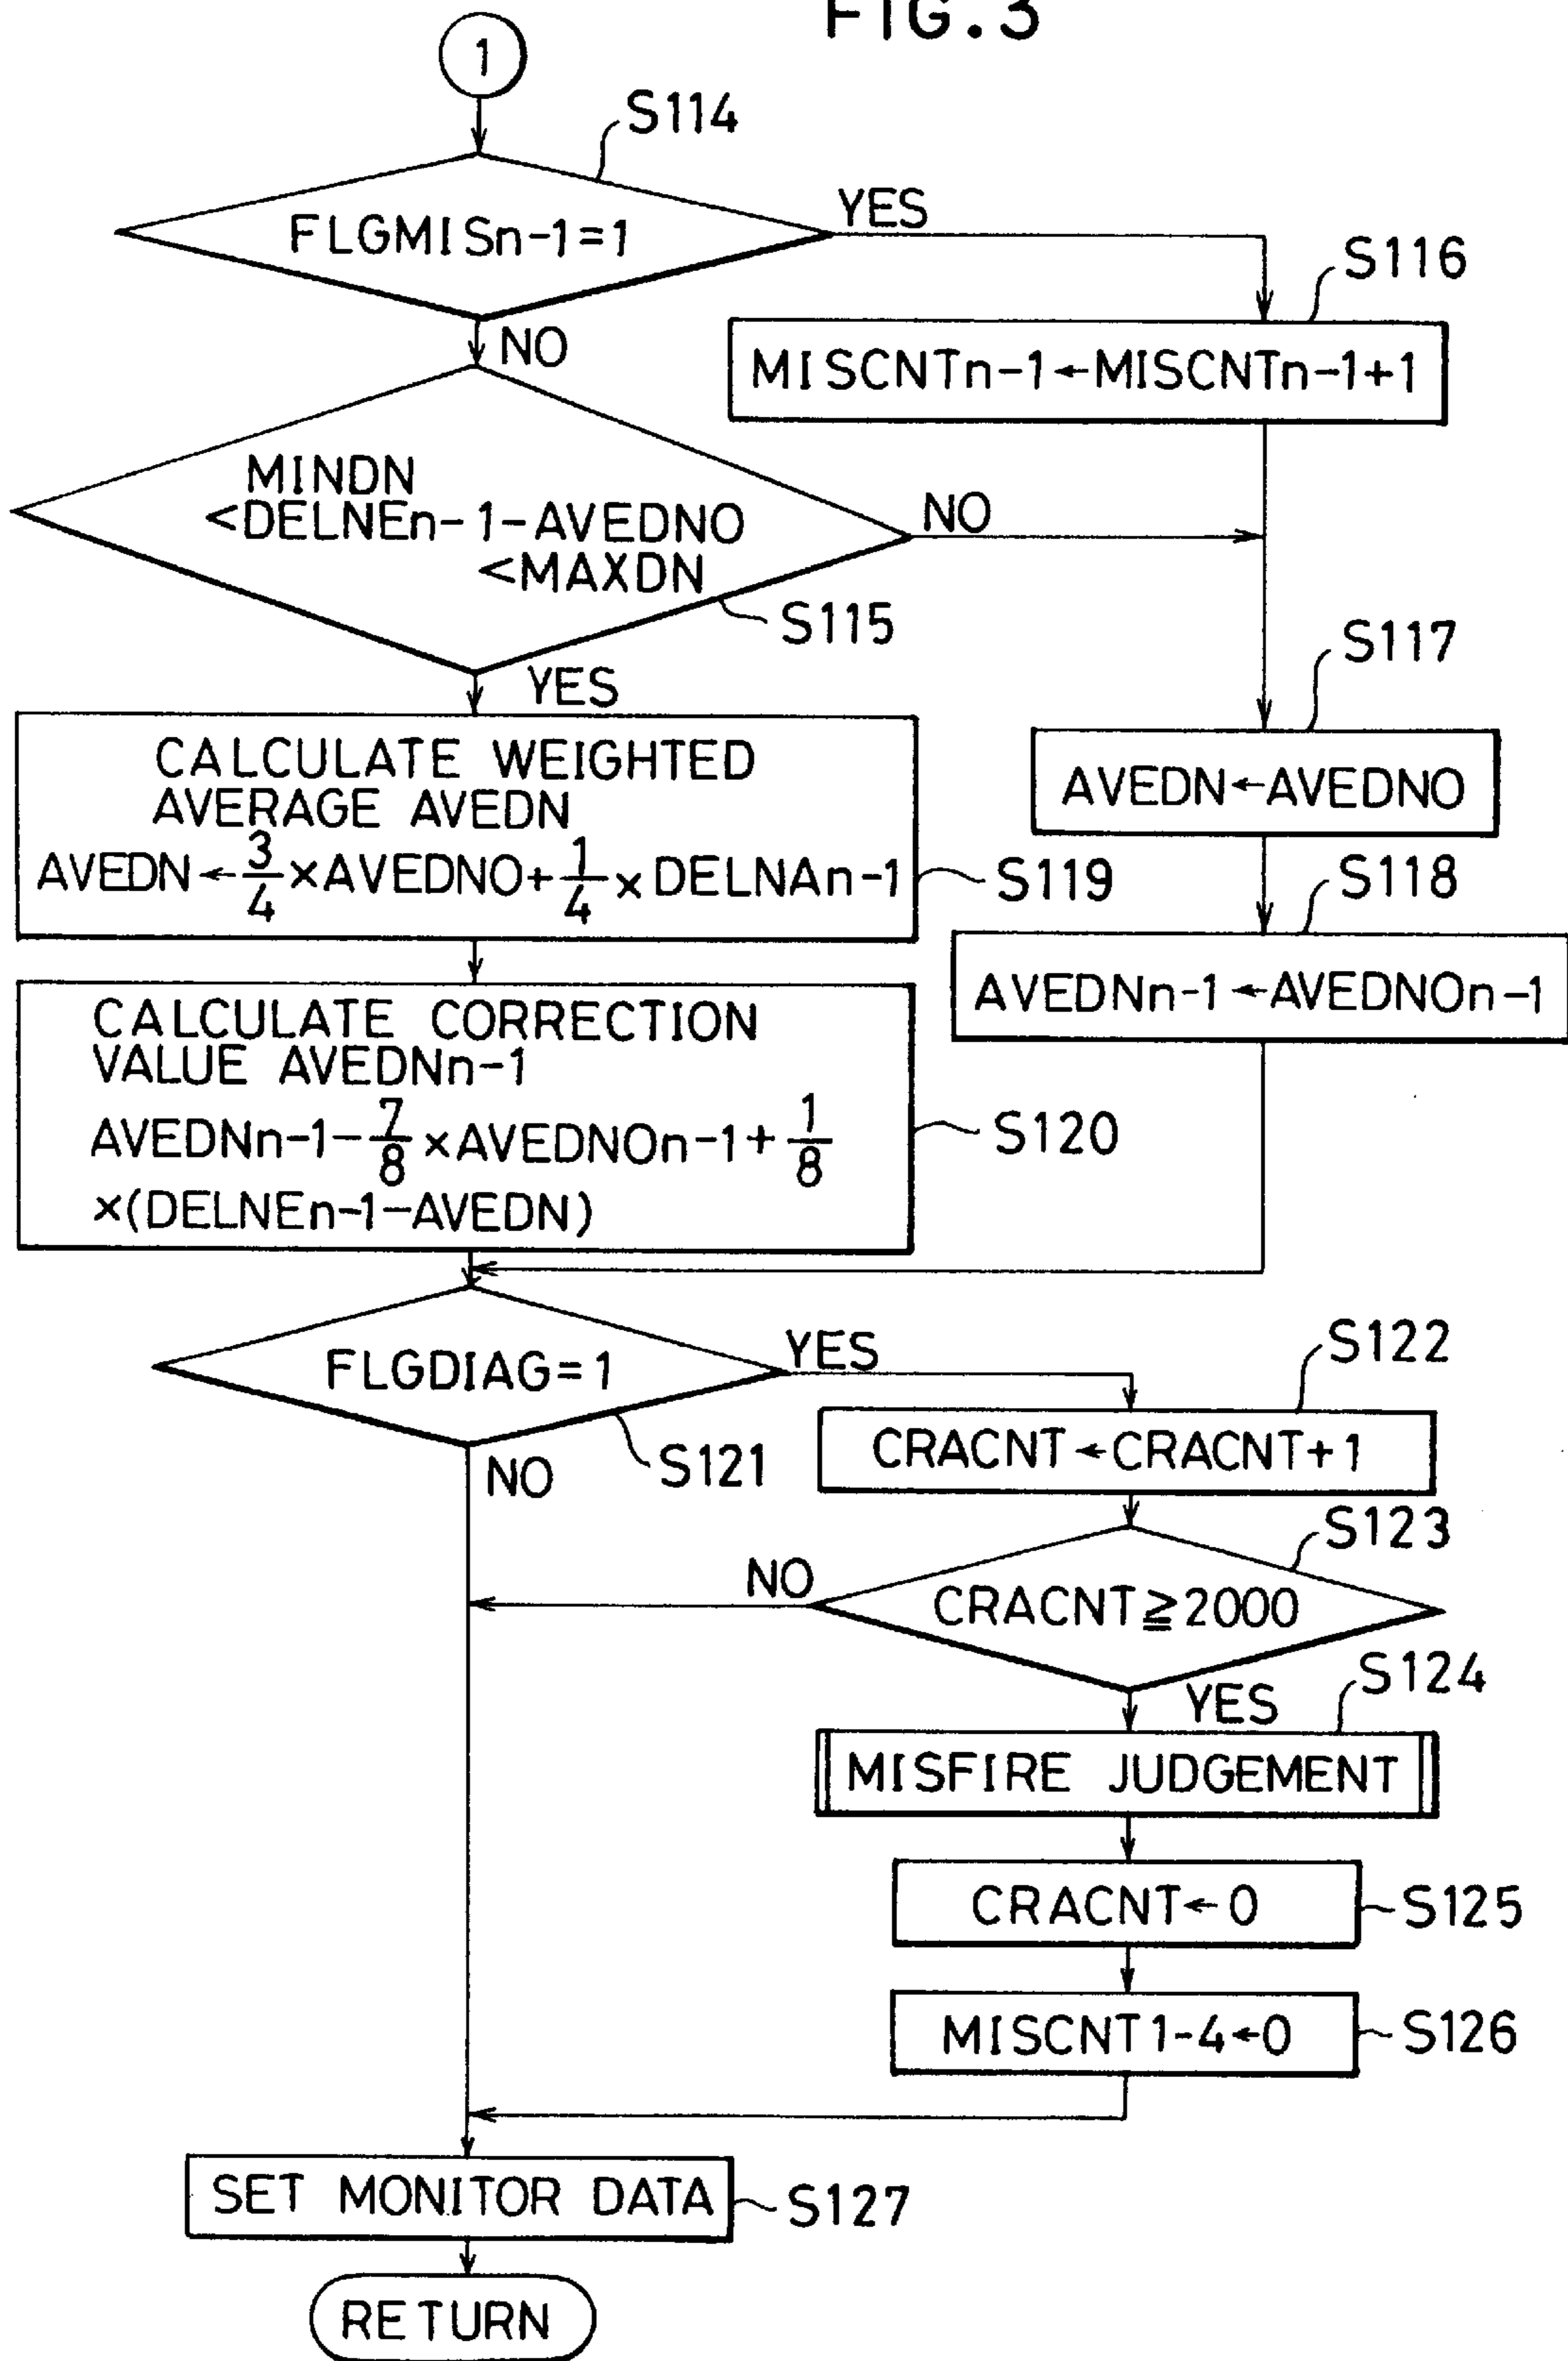 FIG.3
1
S114
FLGMISn-1=1
YES
NO
S116
MISCNTn-1←MISCNTn-1+1
MINDN
<DELNEn-1-AVEDNO
<MAXDN
NO
S115
YES
S117
AVEDN←AVEDNO
CALCULATE WEIGHTED
AVERAGE AVEDN
AVEDN←3/4×AVEDNO+1/4×DELNAn-1
S119
S118
AVEDNn-1←AVEDNOn-1
CALCULATE CORRECTION
VALUE AVEDNn-1
AVEDNn-1-7/8×AVEDNOn-1+1/8
×(DELNEn-1-AVEDN)
S120
FLGDIAG=1
YES
S121
NO
S122
CRACNT←CRACNT+1
S123
CRACNT≧2000
NO
YES
S124
MISFIRE JUDGEMENT
CRACNT←0
S125
MISCNT1-4←0
S126
SET MONITOR DATA
S127
RETURN